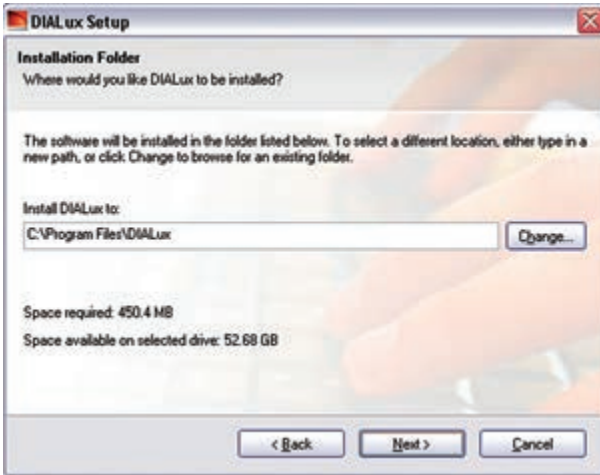 DIALux Setup
Installation Folder
Where would you like DIALux to be installed?
The software will be installed in the folder listed below. To select a different location, either type in a
new path, or click Change to browse for an existing folder.
Install DIALux to:
C:\Program Files\DIALux
Change...
Space required: 450.4 MB
Space available on selected drive: 52.68 GB
< Back
Next >
Cancel